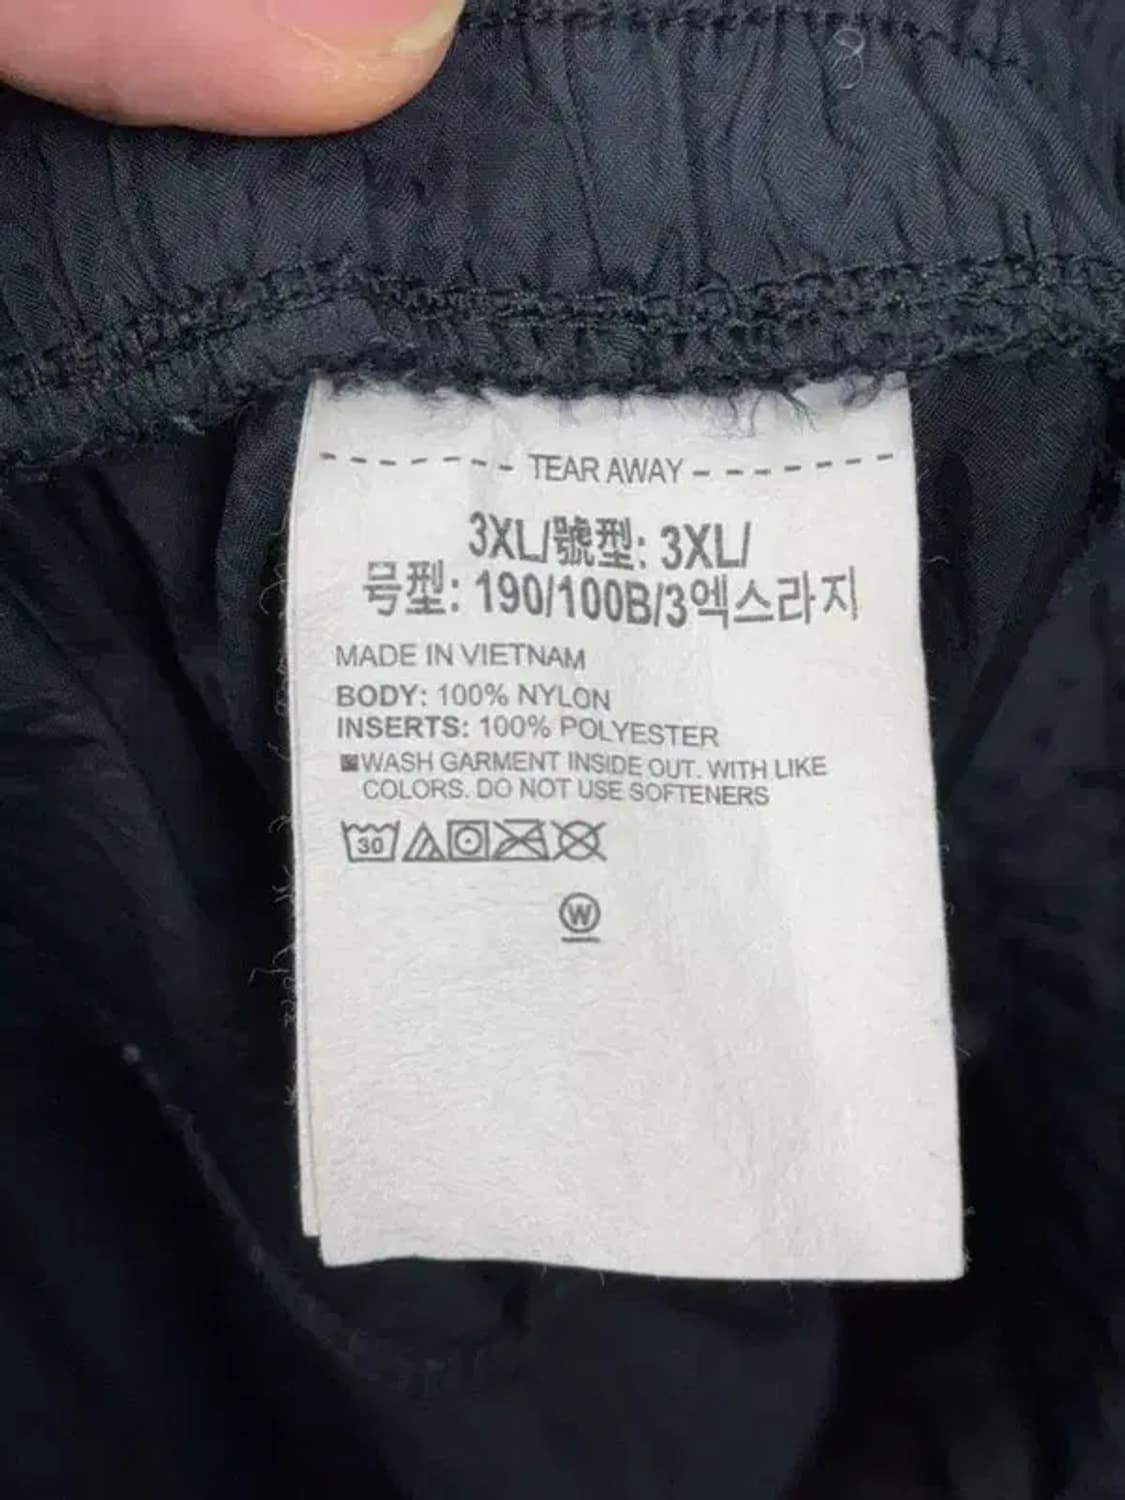 TEAR AWAY
3XL/號型: 3XL/
号型: 190/100B/3엑스라지
MADE IN VIETNAM
BODY: 100% NYLON
INSERTS: 100% POLYESTER
WASH GARMENT INSIDE OUT. WITH LIKE
COLORS. DO NOT USE SOFTENERS
30
W